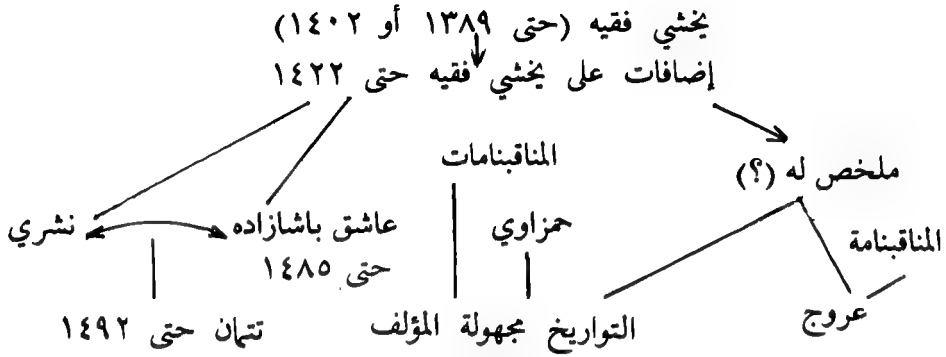 يخشي فقيه (حتى ١٣٨٩ أو ١٤٠٢)
إضافات على يخشي فقيه حتى ١٤٢٢
المناقبنامات
ملخص له (؟)
نشري
عاشق باشازاده
حتى ١٤٨٥
حمزاوي
المناقبنامة
تتمان حتى ١٤٩٢
التواريخ مجهولة المؤلف
عروج